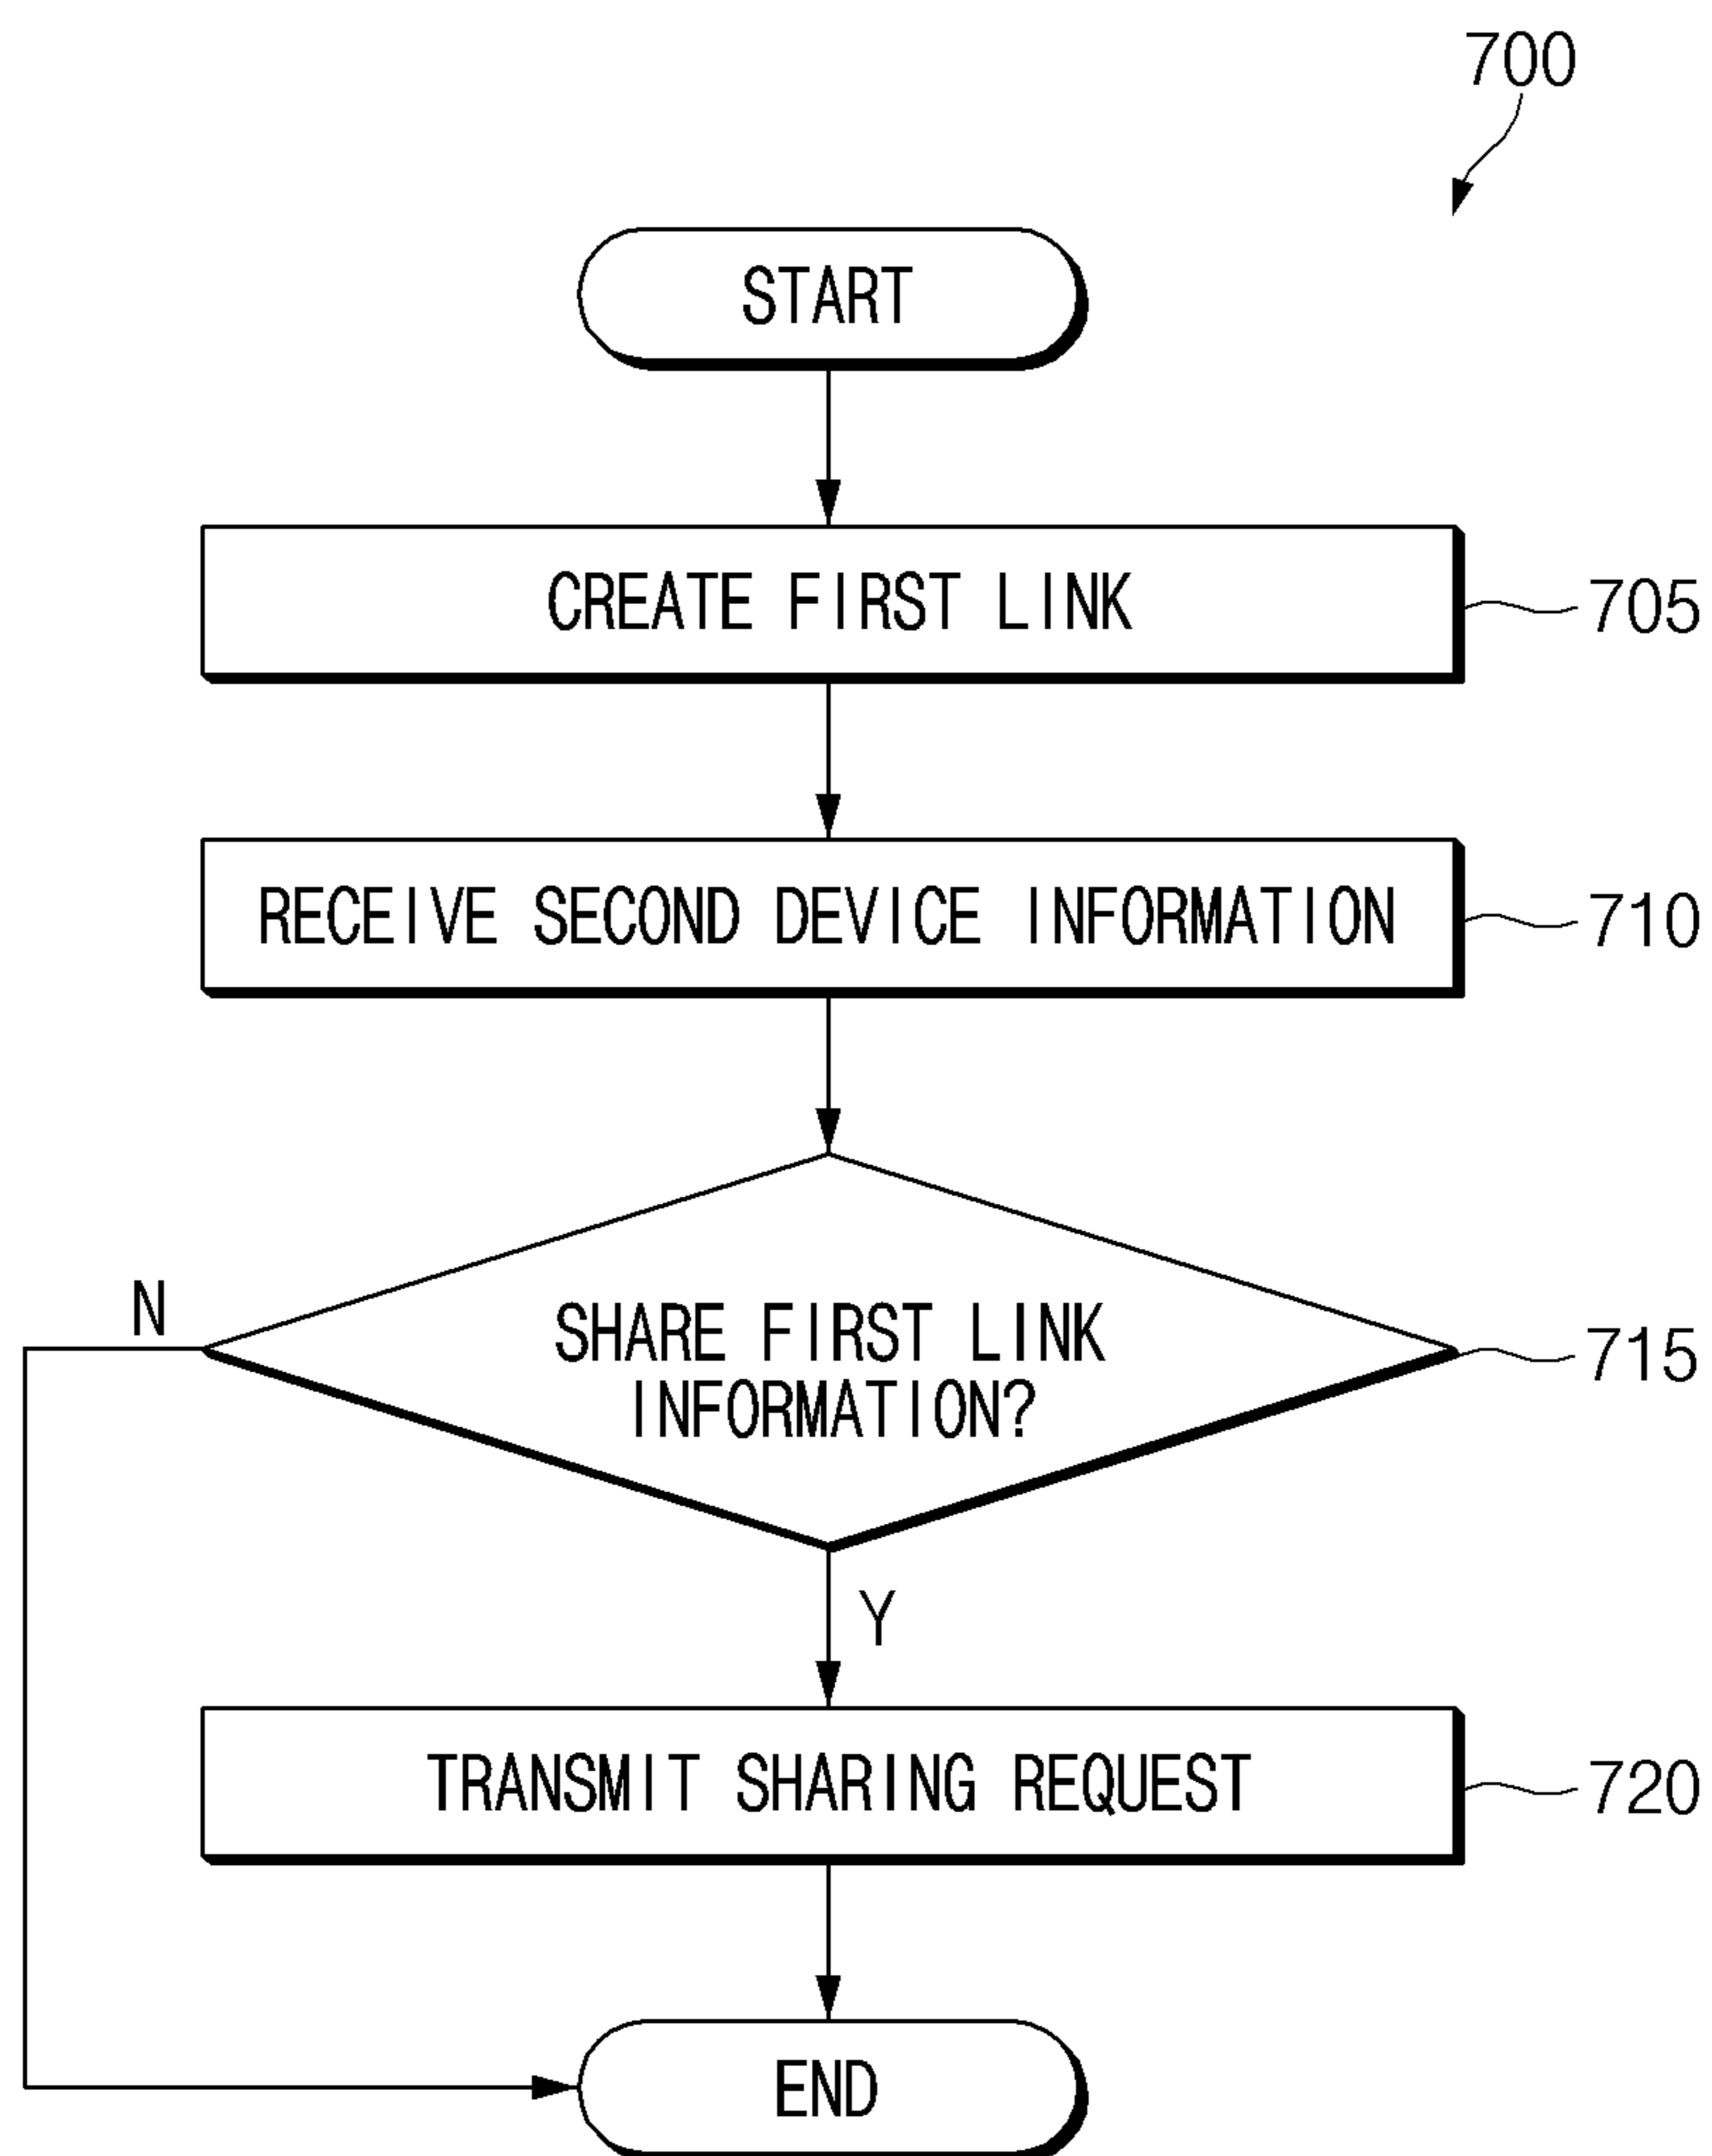 700
START
CREATE FIRST LINK
705
RECEIVE SECOND DEVICE INFORMATION
710
N
SHARE FIRST LINK
INFORMATION?
715
Y
TRANSMIT SHARING REQUEST
720
END